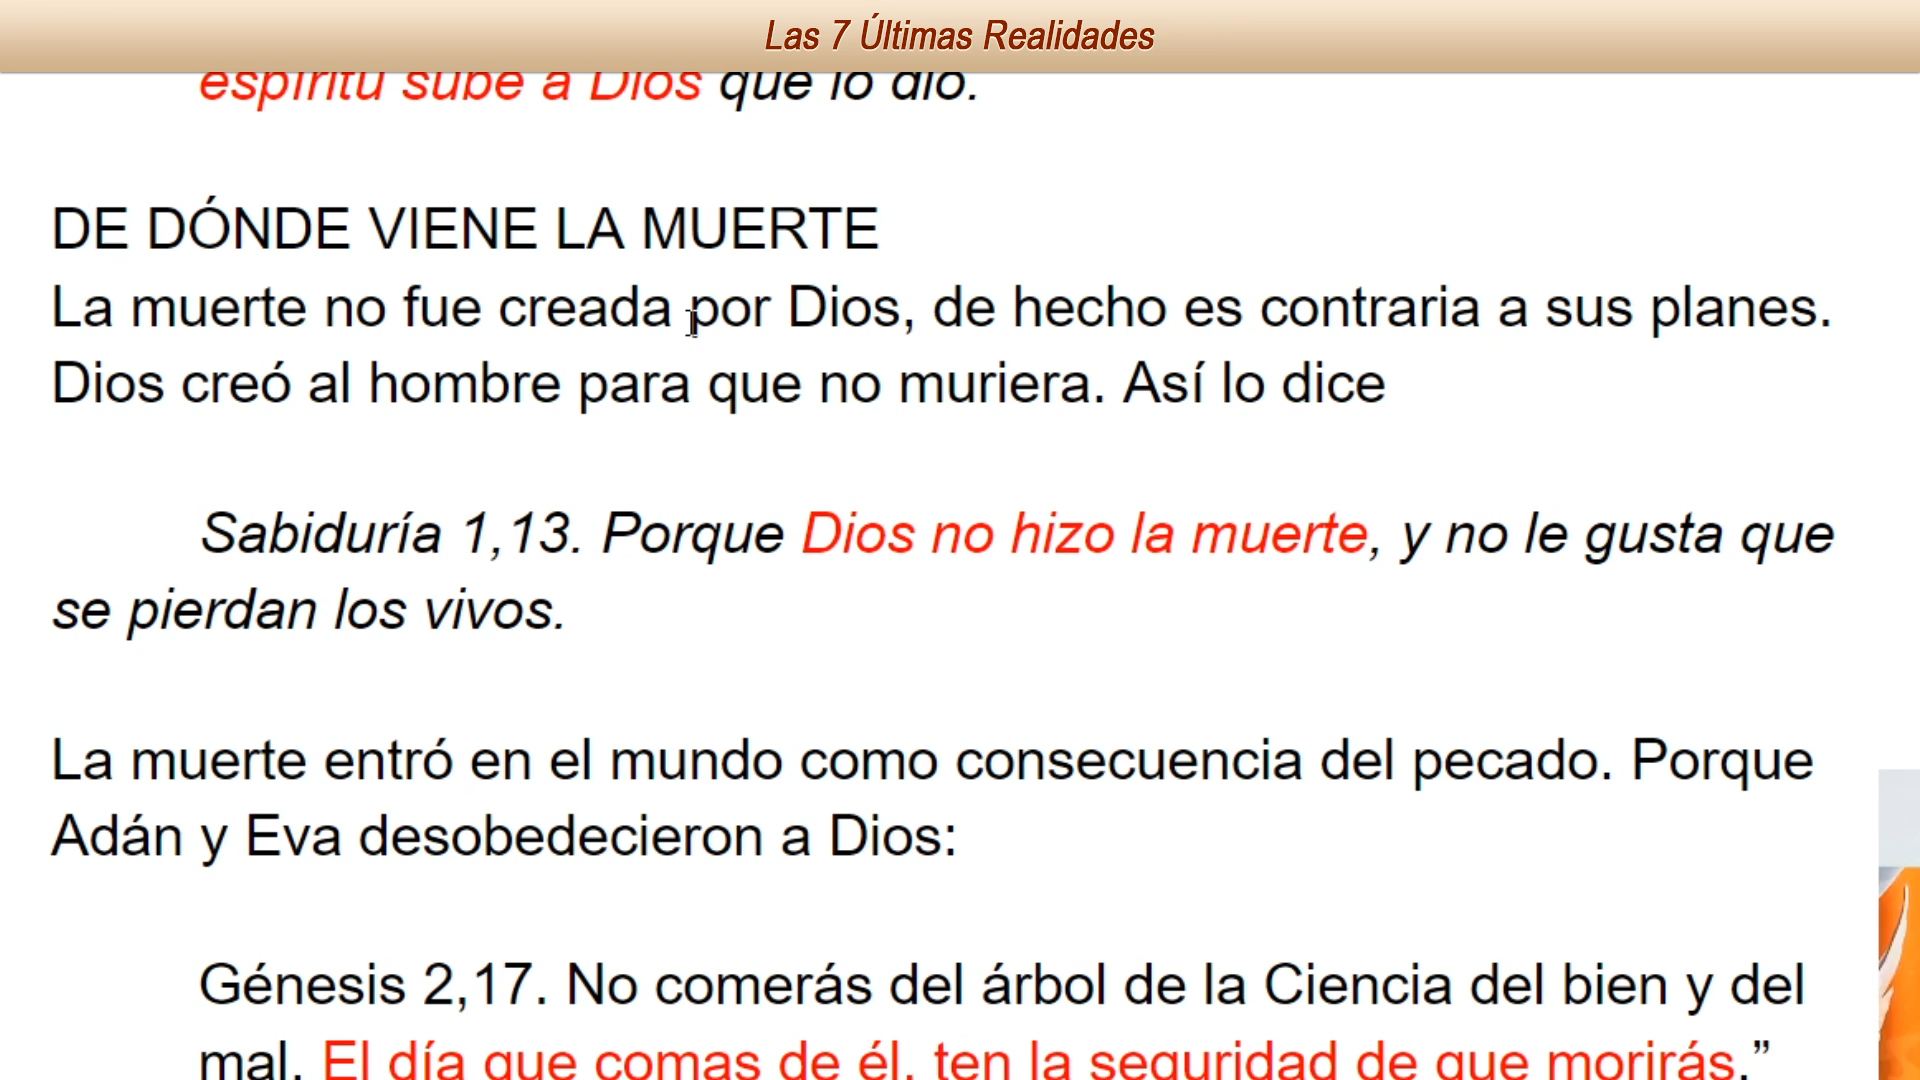 Las 7 Últimas Realidades
espíritu sube a Dios que lo dio.
DE DÓNDE VIENE LA MUERTE
La muerte no fue creada por Dios, de hecho es contraria a sus planes.
Dios creó al hombre para que no muriera. Así lo dice
Sabiduría 1,13. Porque Dios no hizo la muerte, y no le gusta que
se pierdan los vivos.
La muerte entró en el mundo como consecuencia del pecado. Porque
Adán y Eva desobedecieron a Dios:
Génesis 2,17. No comerás del árbol de la Ciencia del bien y del
mal. El día que comas de él, ten la seguridad de que morirás.”